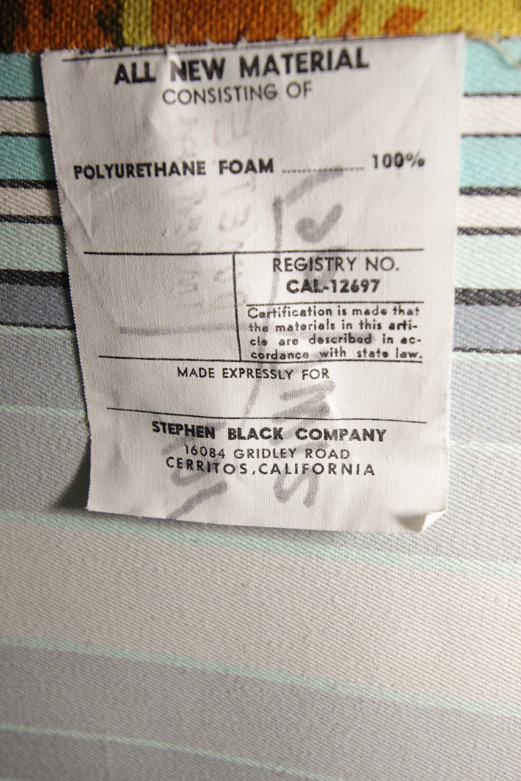 ALL NEW MATERIAL
CONSISTING OF
POLYURETHANE FOAM .............. 100%
REGISTRY NO.
CAL-12697
Certification is made that
the materials in this arti-
cle are described in ac-
cordance with state law.
MADE EXPRESSLY FOR
STEPHEN BLACK COMPANY
16084 GRIDLEY ROAD
CERRITOS, CALIFORNIA